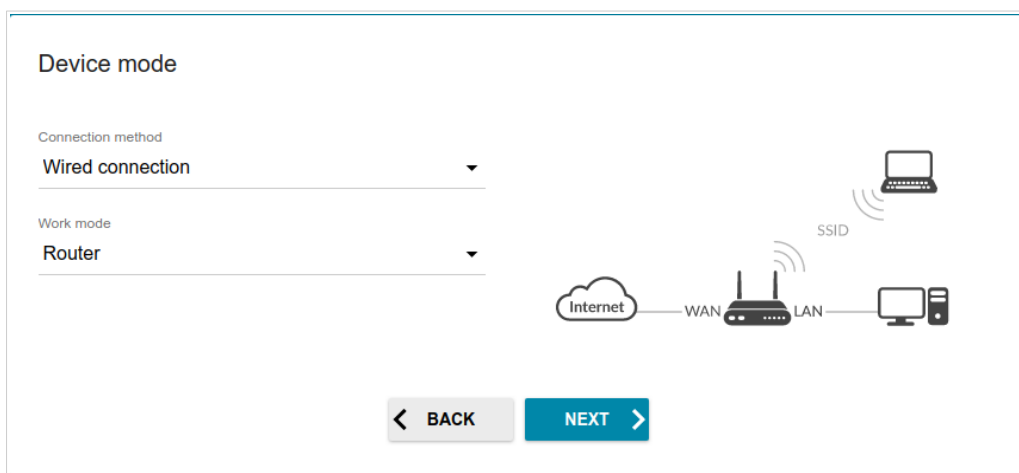 Device mode
Connection method
Wired connection
Work mode
Router
SSID
Internet
WAN
LAN
BACK
NEXT